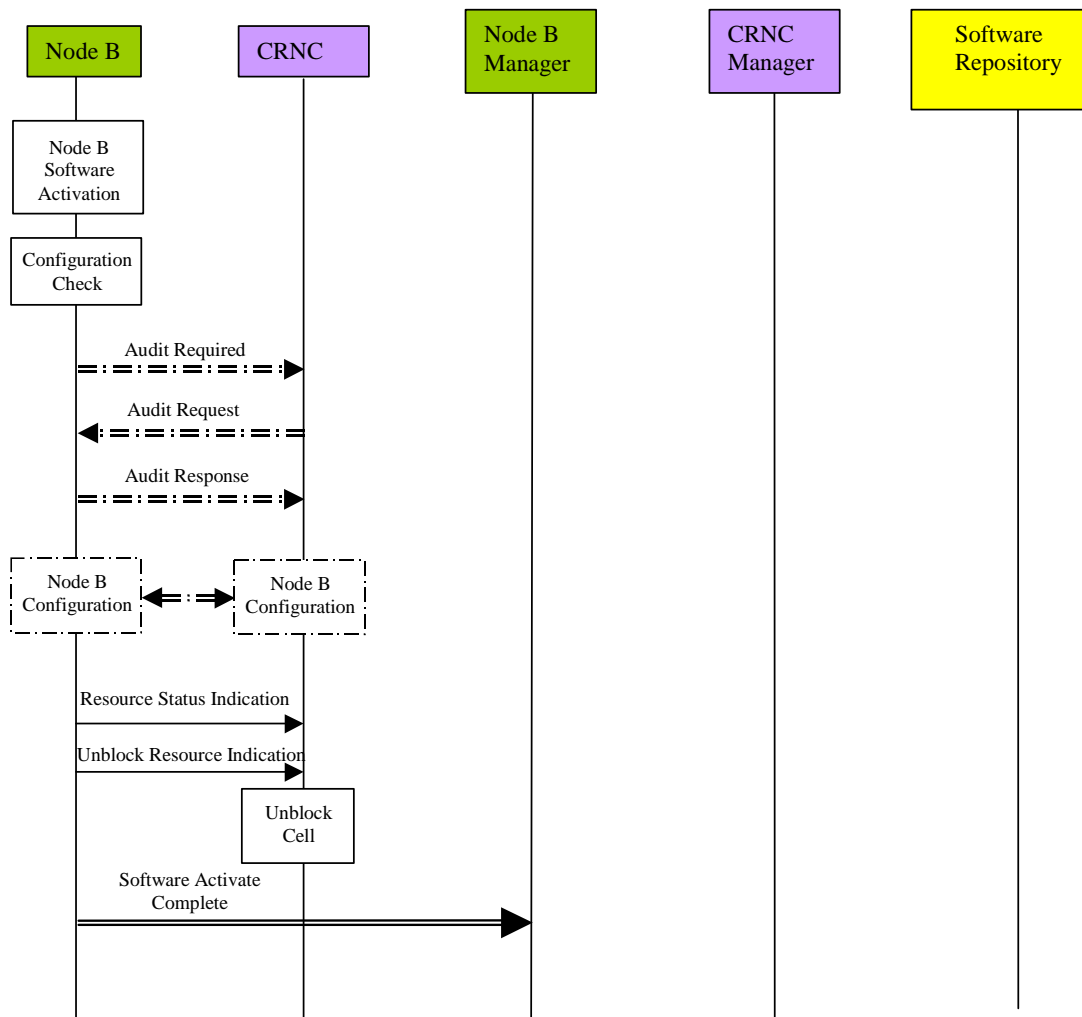 Node B
CRNC
Node B
Manager
CRNC
Manager
Software
Repository
Node B
Software
Activation
Configuration
Check
Audit Required
Audit Request
Audit Response
Node B
Configuration
Node B
Configuration
Resource Status Indication
Unblock Resource Indication
Unblock
Cell
Software Activate
Complete